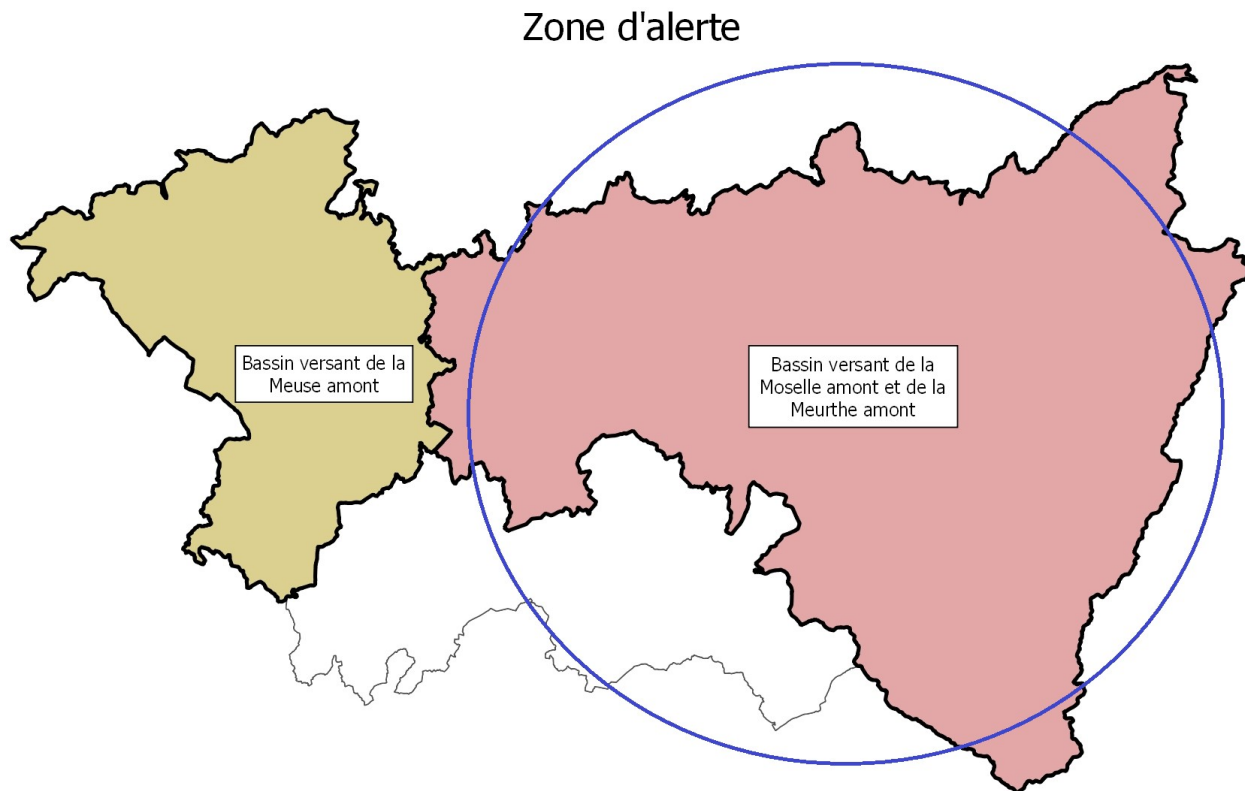 Zone d'alerte
Bassin versant de la
Meuse amont
Bassin versant de la
Moselle amont et de la
Meurthe amont